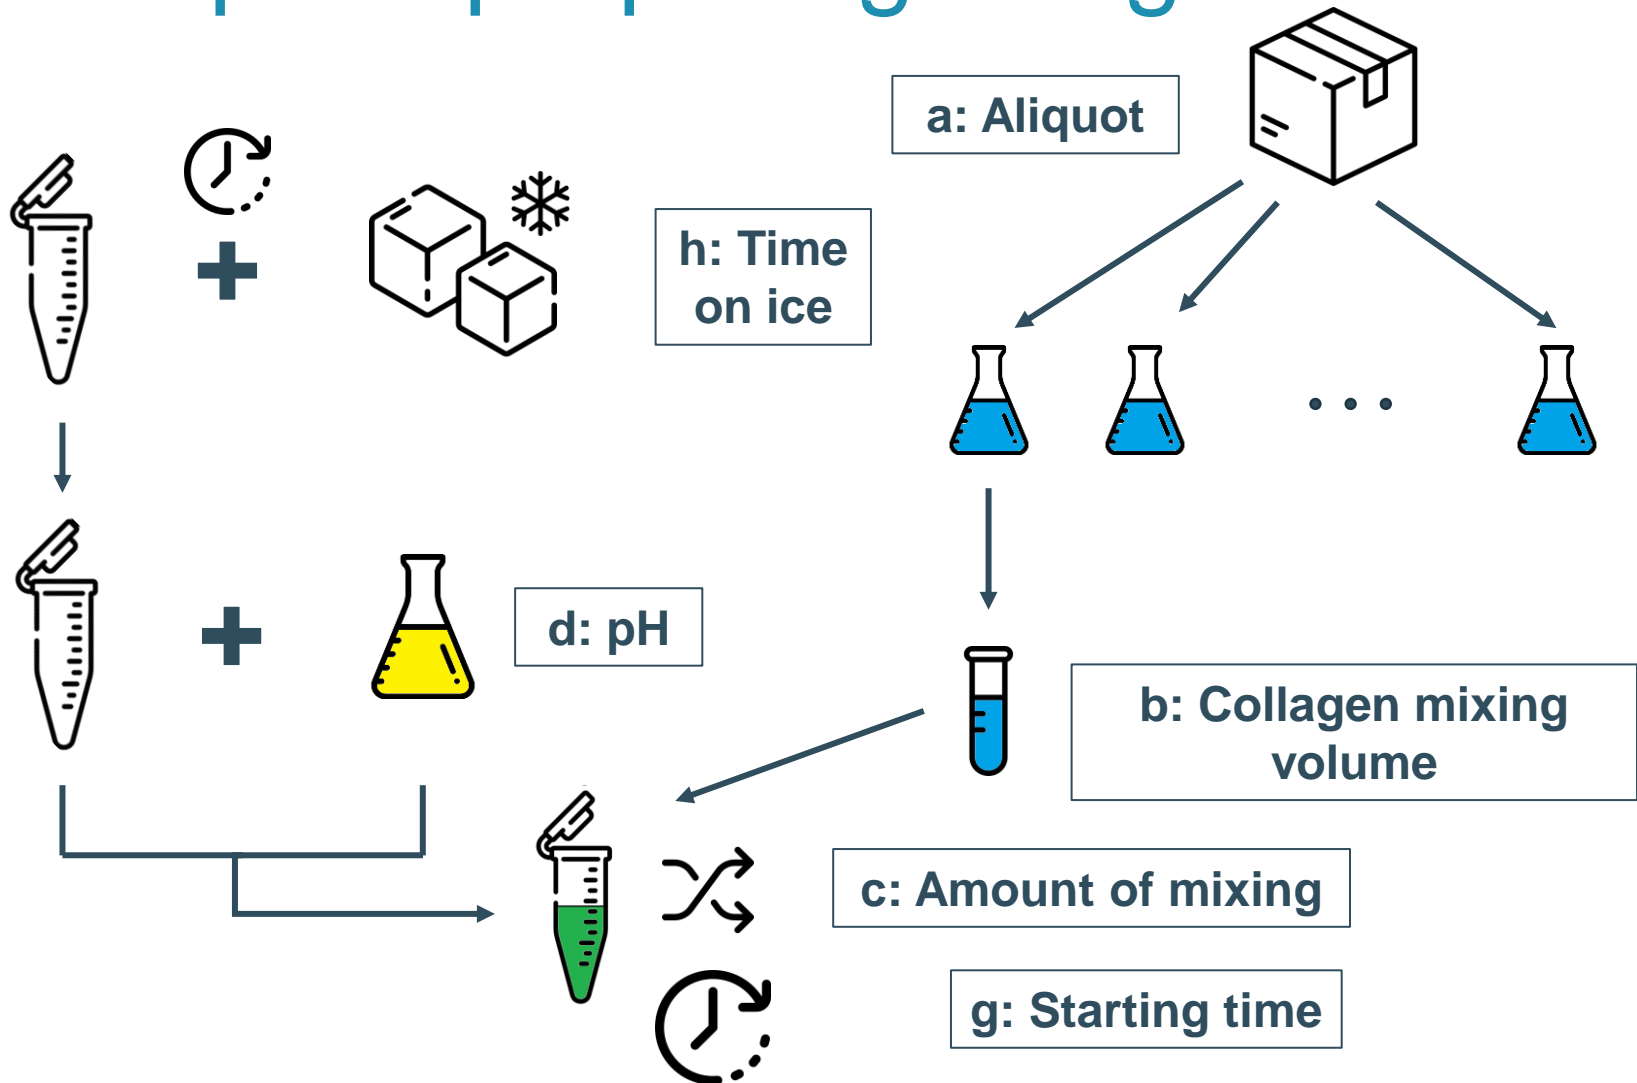 a: Aliquot
h: Time
on ice
d: pH
b: Collagen mixing
volume
c: Amount of mixing
g: Starting time